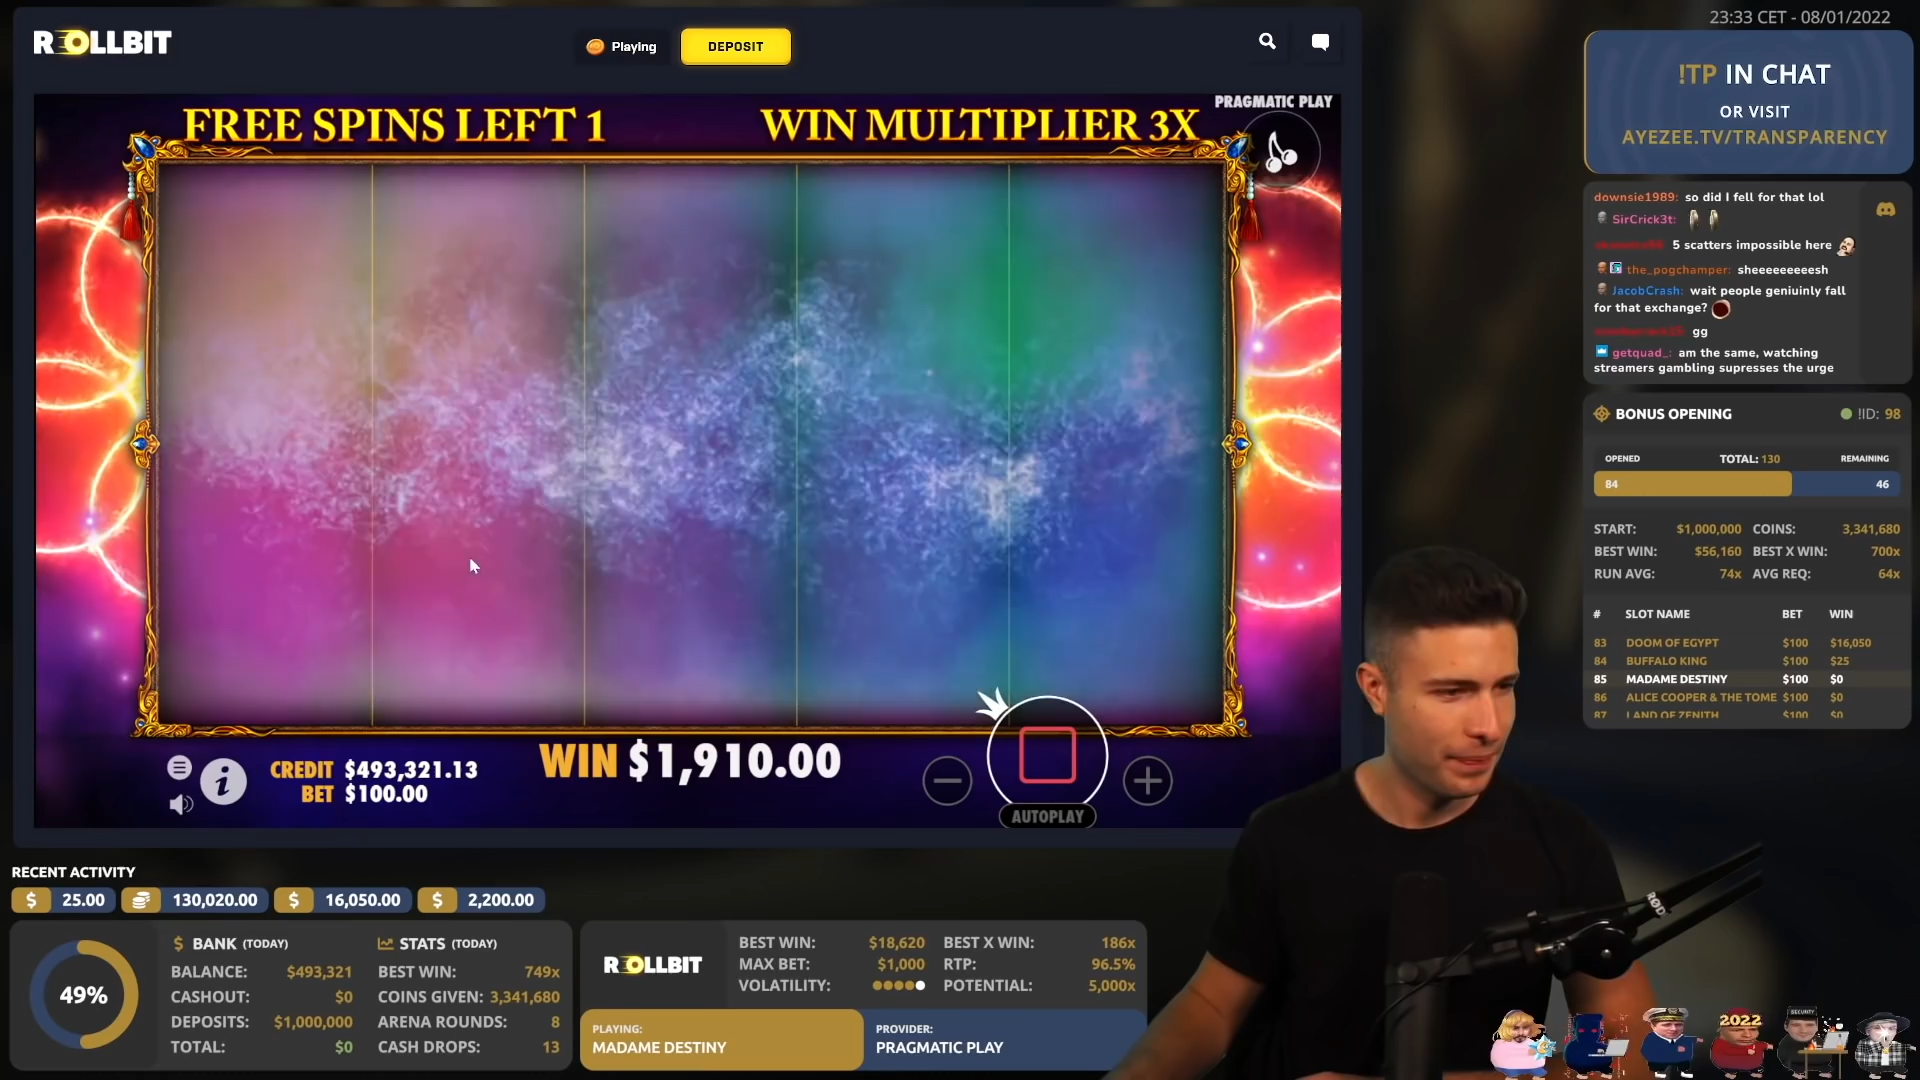 23:33 CET - 08/01/2022
ROLLBIT
Playing
DEPOSIT
!TP IN CHAT
OR VISIT
AYEZEE.TV/TRANSPARENCY
PRAGMATIC PLAY
FREE SPINS LEFT 1
WIN MULTIPLIER 3X
downsie1989: so did I fell for that lol
SirCrick3t:
5 scatters impossible here
the_pogchamper: sheeeeeeeesh
JacobCrash: wait people geniuinly fall
for that exchange?
gg
getquad_: am the same, watching
streamers gambling supresses the urge
BONUS OPENING
!ID: 98
OPENED TOTAL: 130 REMAINING
84 46
START: $1,000,000 COINS: 3,341,680
BEST WIN: $56,160 BEST X WIN: 700x
RUN AVG: 74x AVG REQ: 64x
# SLOT NAME BET WIN
83 DOOM OF EGYPT $100 $16,050
84 BUFFALO KING $100 $25
85 MADAME DESTINY $100 $0
86 ALICE COOPER & THE TOME $100 $0
87 LAND OF ZENITH $100 $0
CREDIT $493,321.13
BET $100.00
WIN $1,910.00
AUTOPLAY
RECENT ACTIVITY
$ 25.00
130,020.00
$ 16,050.00
$ 2,200.00
49%
$ BANK (TODAY)
BALANCE: $493,321
CASHOUT: $0
DEPOSITS: $1,000,000
TOTAL: $0
STATS (TODAY)
BEST WIN: 749x
COINS GIVEN: 3,341,680
ARENA ROUNDS: 8
CASH DROPS: 13
ROLLBIT
BEST WIN: $18,620 BEST X WIN: 186x
MAX BET: $1,000 RTP: 96.5%
VOLATILITY: POTENTIAL: 5,000x
PLAYING:
MADAME DESTINY
PROVIDER:
PRAGMATIC PLAY
RØDE
2022
SECURITY